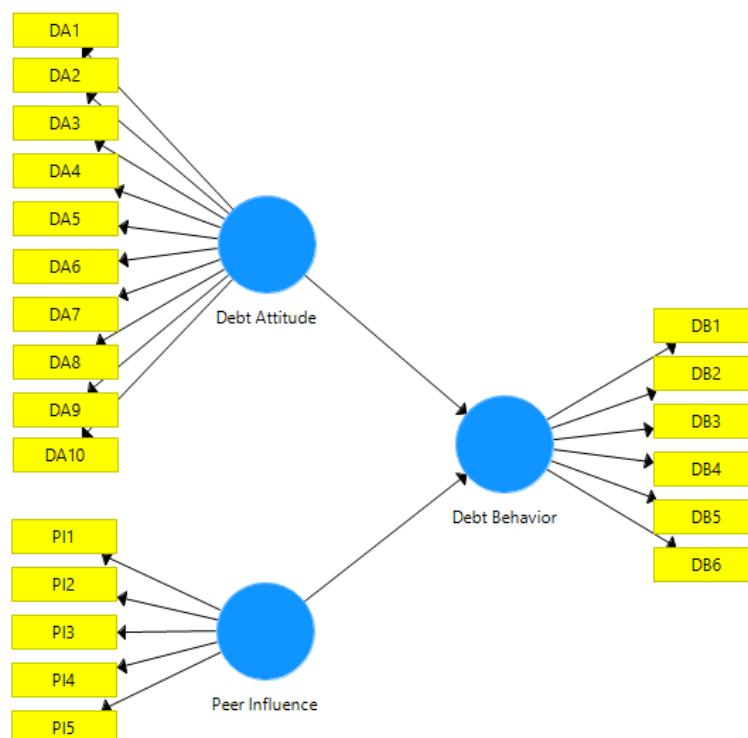 DA1
DA2
DA3
DA4
DA5
DA6
DA7
DA8
DA9
DA10
Debt Attitude
DB1
DB2
DB3
DB4
DB5
DB6
Debt Behavior
PI1
PI2
PI3
PI4
PI5
Peer Influence